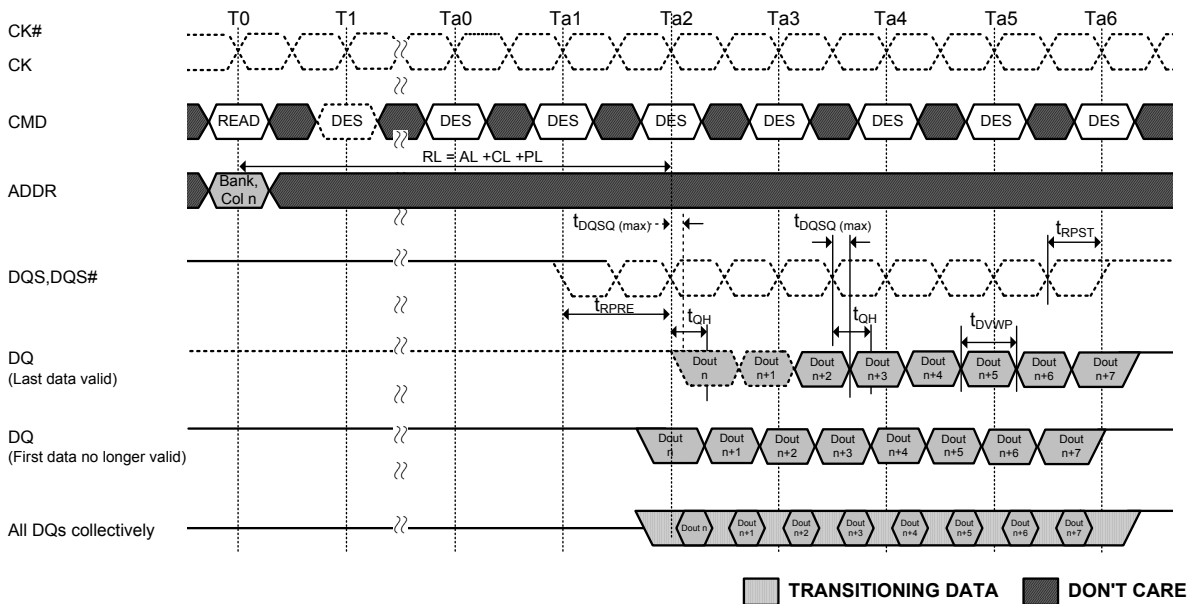 T0 T1 Ta0 Ta1 Ta2 Ta3 Ta4 Ta5 Ta6
CK#
CK
CMD READ DES DES DES DES DES DES DES DES
RL = AL +CL +PL
ADDR Bank,
Col n
tDQSQ (max) tDQSQ (max) tRPST
DQS,DQS#
tRPRE tQH tQH tDVWP
DQ
(Last data valid)
Dout Dout Dout Dout Dout Dout Dout Dout
n n+1 n+2 n+3 n+4 n+5 n+6 n+7
DQ
(First data no longer valid)
Dout Dout Dout Dout Dout Dout Dout Dout
n n+1 n+2 n+3 n+4 n+5 n+6 n+7
All DQs collectively
Dout n Dout Dout Dout Dout Dout Dout Dout
n+1 n+2 n+3 n+4 n+5 n+6 n+7
TRANSITIONING DATA DON'T CARE